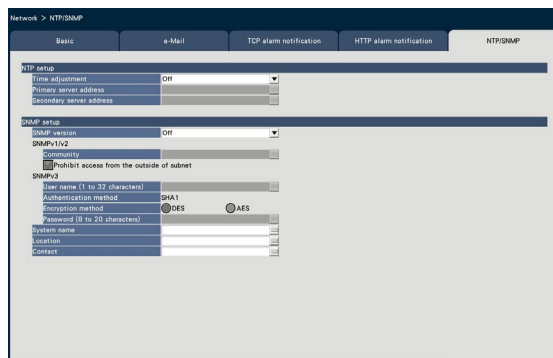 Network > NTP/SNMP
Basic e-Mail TCP alarm notification HTTP alarm notification NTP/SNMP
NTP setup
Time adjustment Off
Primary server address
Secondary server address
SNMP setup
SNMP version Off
SNMPv1/v2
Community
Prohibit access from the outside of subnet
SNMPv3
User name (1 to 32 characters)
Authentication method SHA1
Encryption method DES AES
Password (8 to 20 characters)
System name
Location
Contact